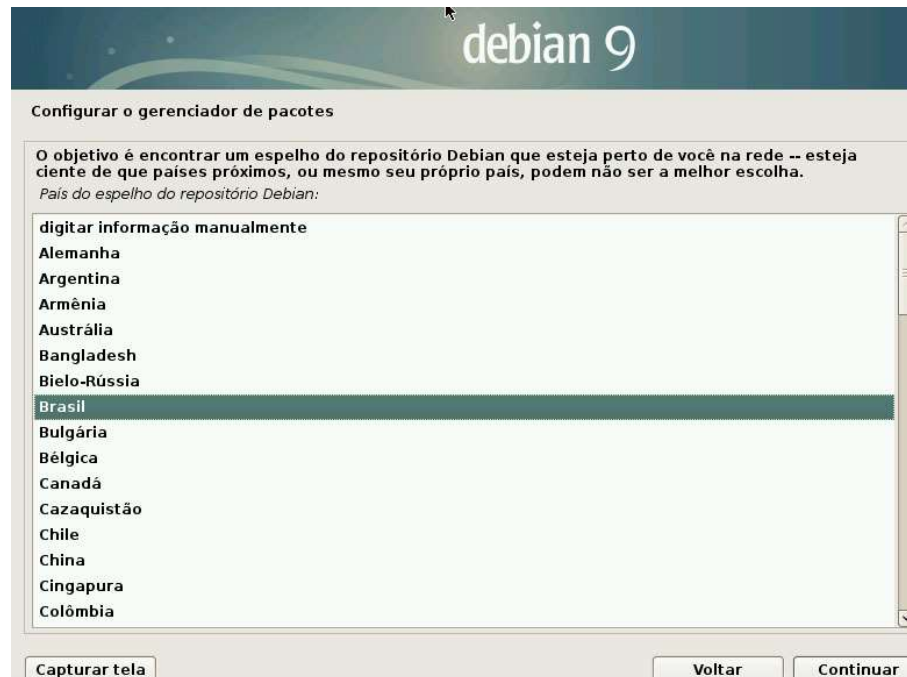 debian 9
Configurar o gerenciador de pacotes
O objetivo é encontrar um espelho do repositório Debian que esteja perto de você na rede -- esteja
ciente de que países próximos, ou mesmo seu próprio país, podem não ser a melhor escolha.
País do espelho do repositório Debian:
digitar informação manualmente
Alemanha
Argentina
Armênia
Austrália
Bangladesh
Bielo-Rússia
Brasil
Bulgária
Bélgica
Canadá
Cazaquistão
Chile
China
Cingapura
Colômbia
Capturar tela
Voltar
Continuar